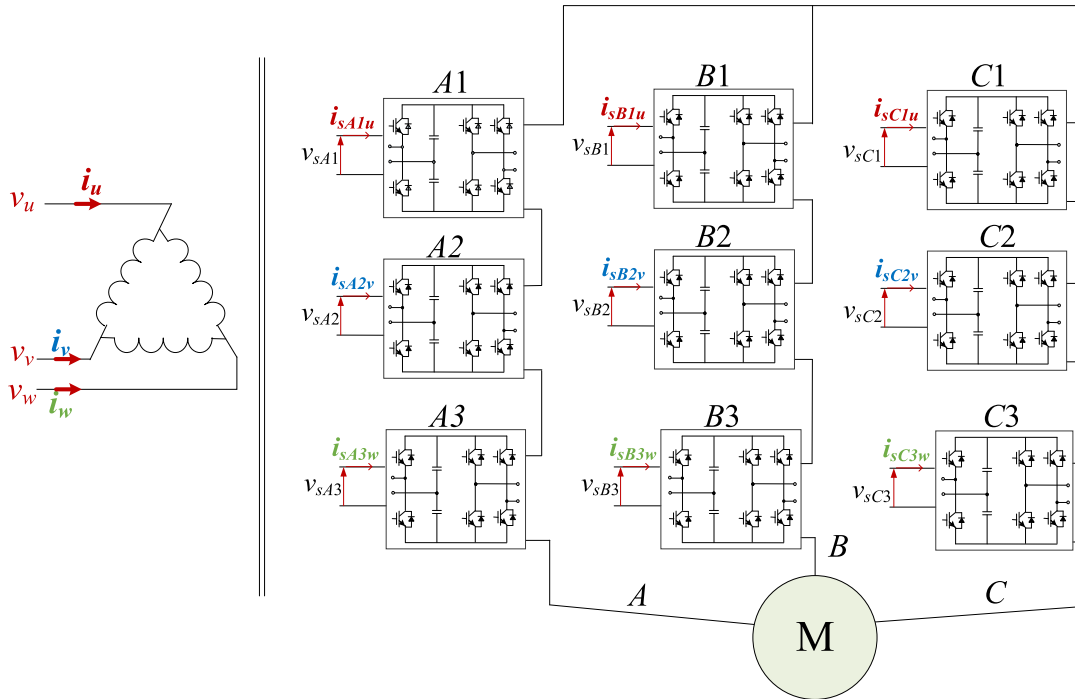 A1
B1
C1
i_sA1u
i_sB1u
i_sC1u
v_sA1
v_sB1
v_sC1
i_u
v_u
A2
B2
C2
i_sA2v
i_sB2v
i_sC2v
v_sA2
v_sB2
v_sC2
i_v
v_v
v_w
i_w
A3
B3
C3
i_sA3w
i_sB3w
i_sC3w
v_sA3
v_sB3
v_sC3
B
A
C
M